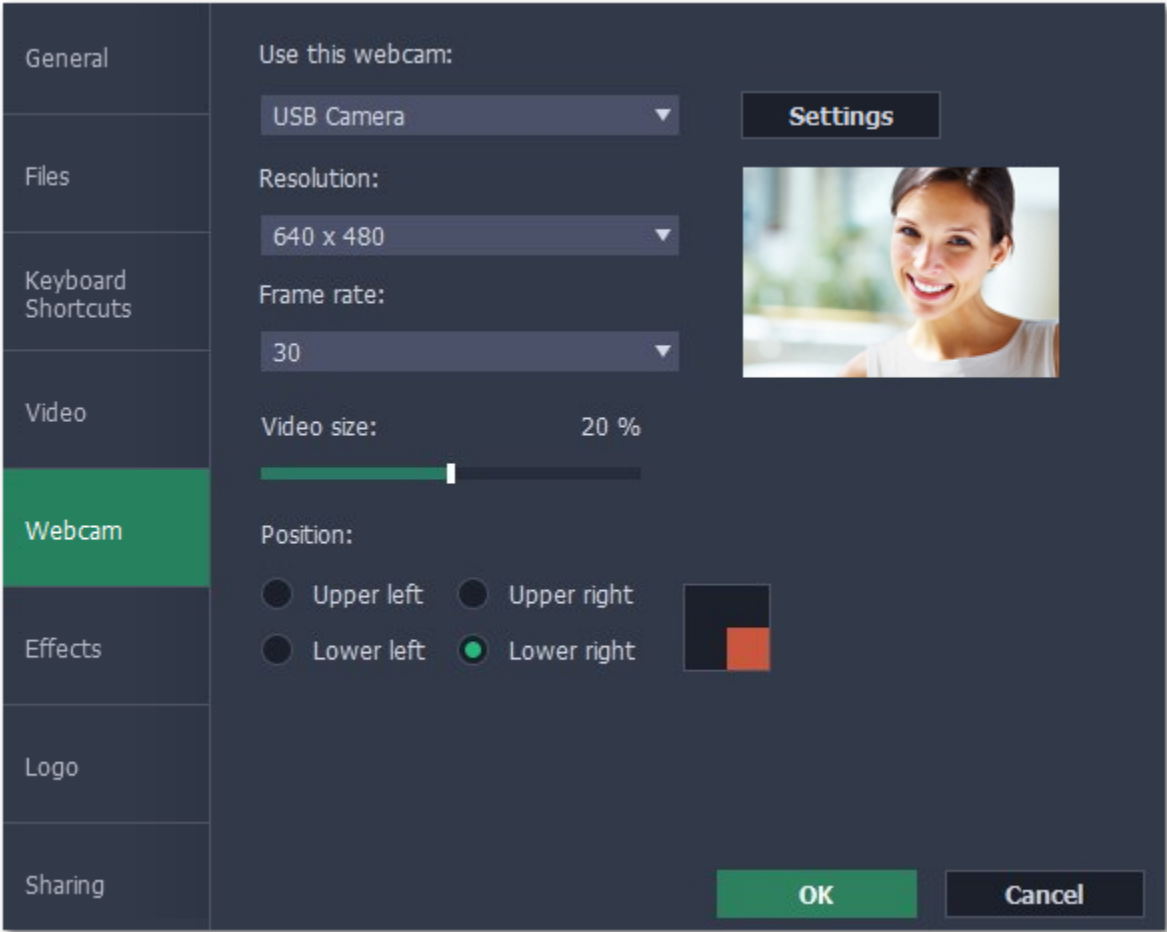 General
Files
Keyboard
Shortcuts
Video
Webcam
Effects
Logo
Sharing
Use this webcam:
USB Camera
Settings
Resolution:
640 x 480
Frame rate:
30
Video size: 20 %
Position:
Upper left Upper right
Lower left Lower right
OK Cancel